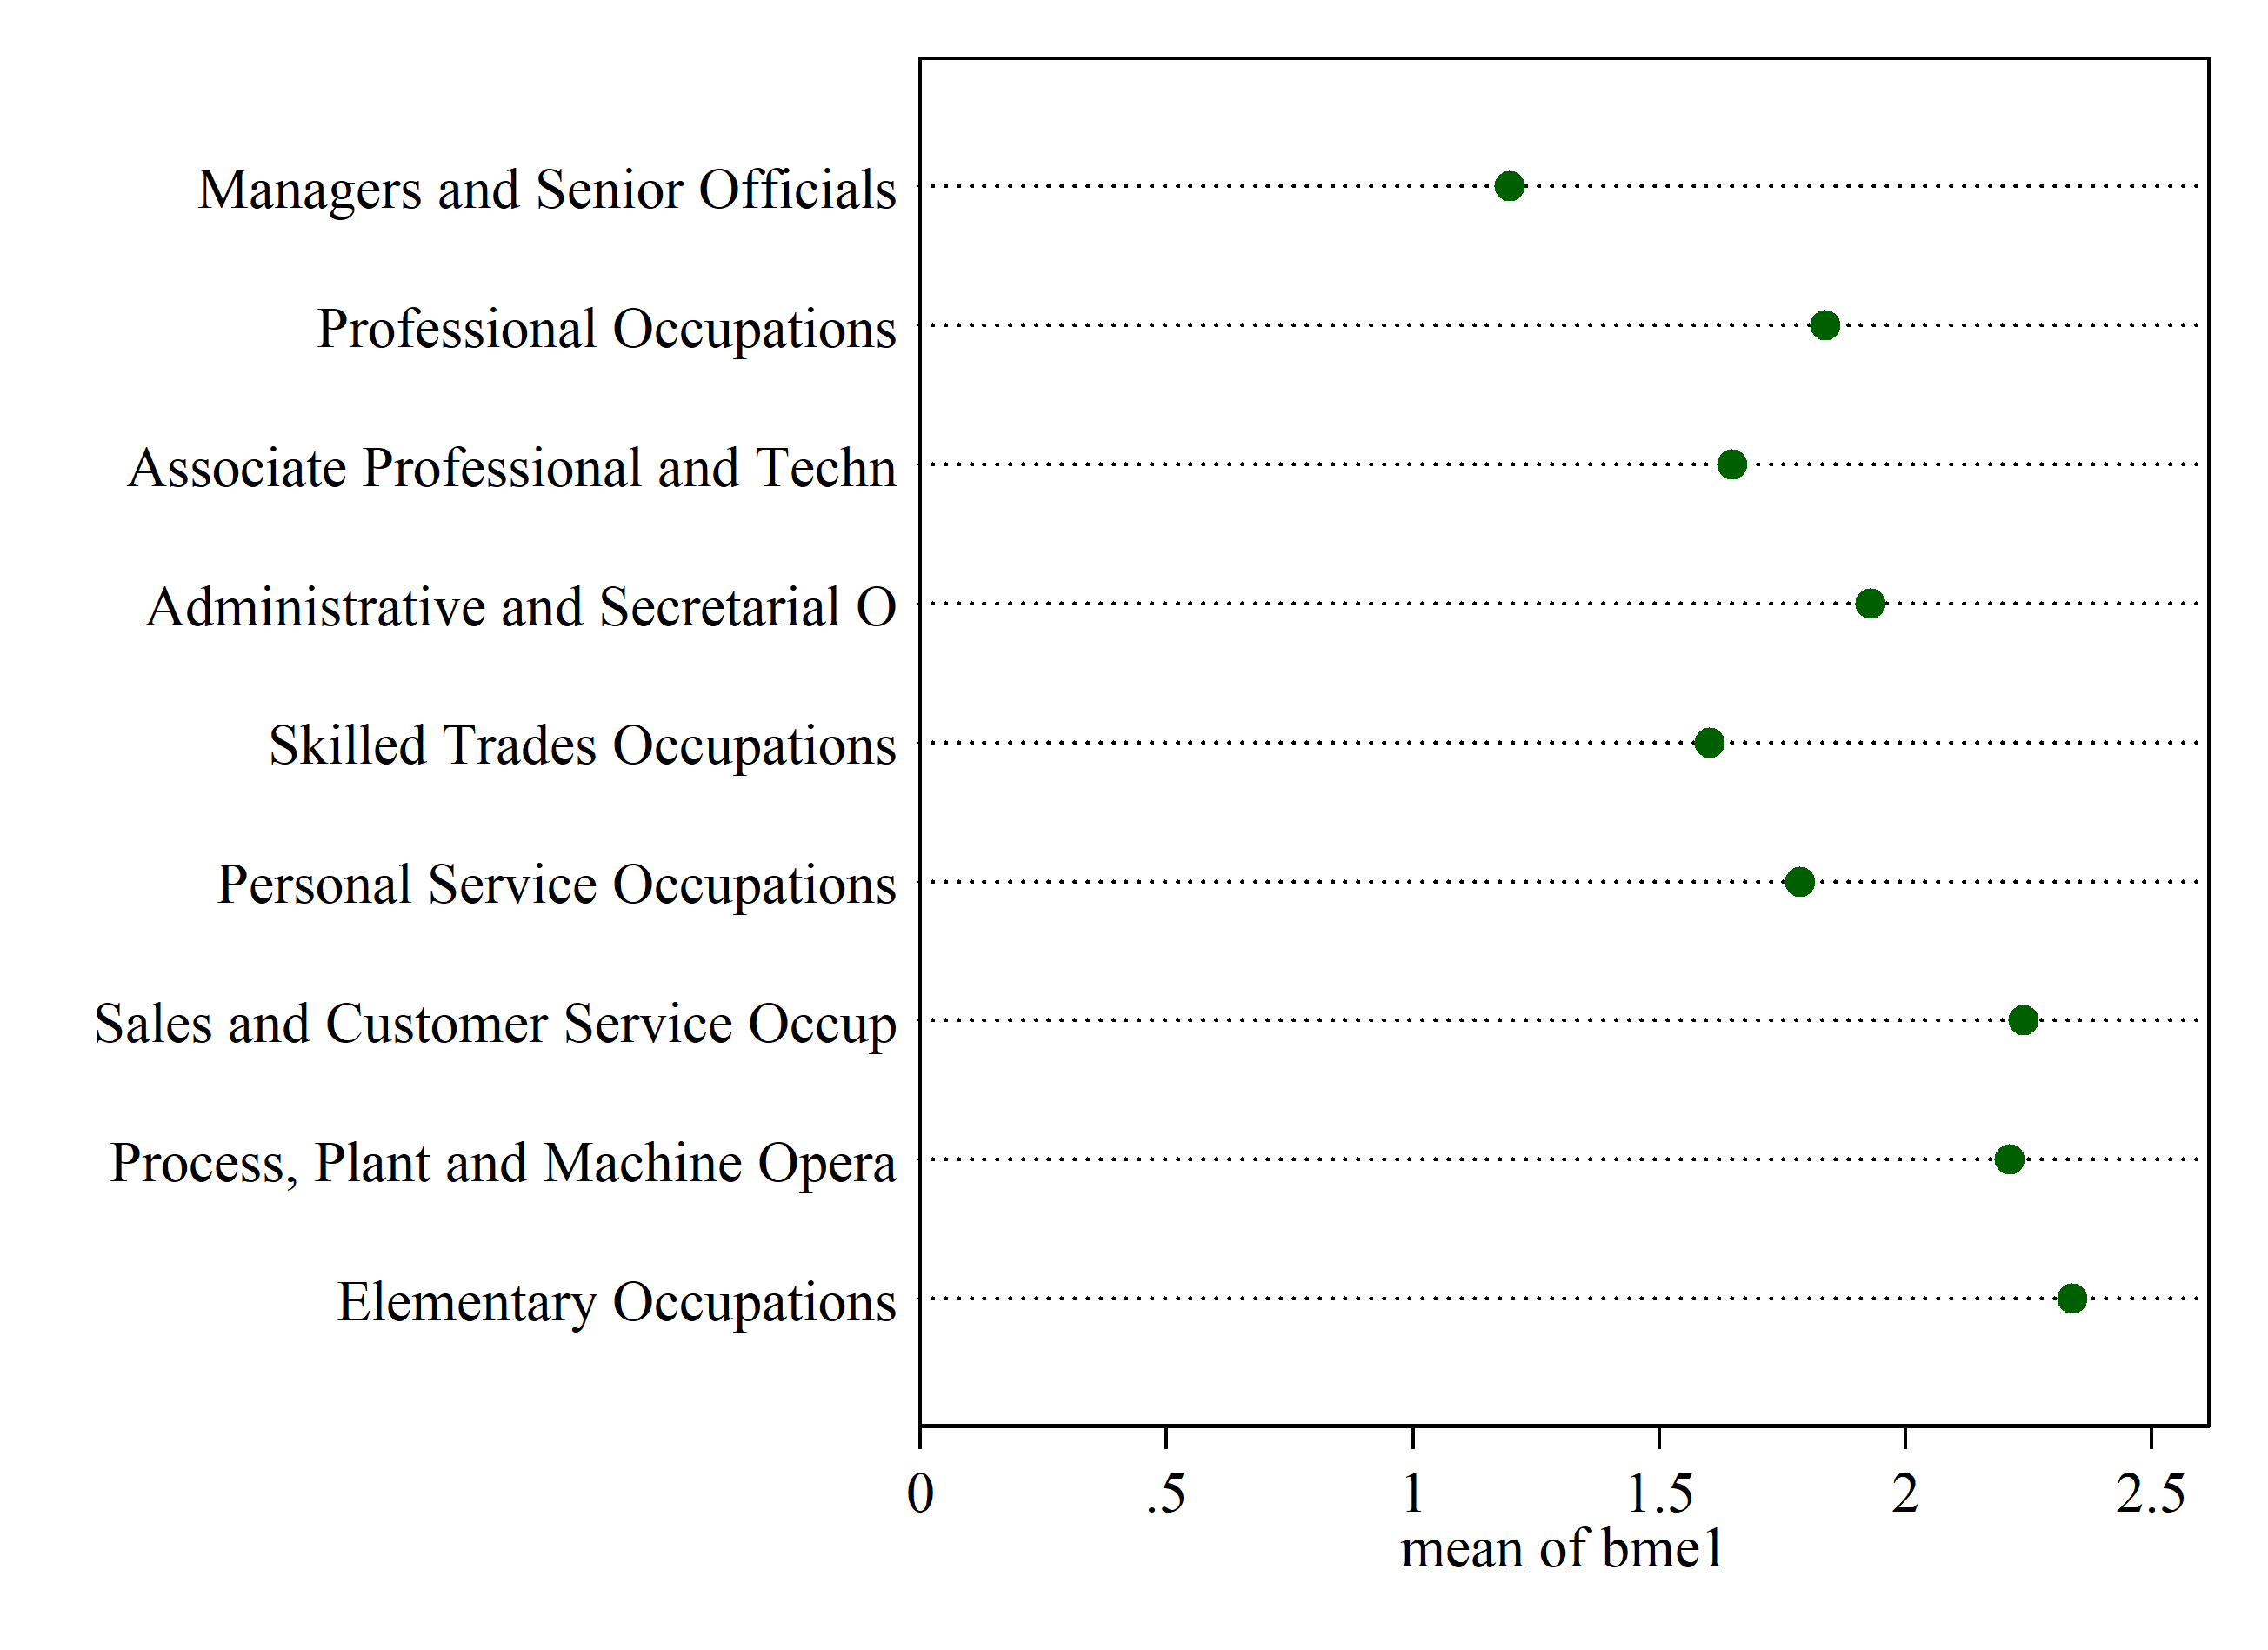 Managers and Senior Officials
Professional Occupations
Associate Professional and Techn
Administrative and Secretarial O
Skilled Trades Occupations
Personal Service Occupations
Sales and Customer Service Occup
Process, Plant and Machine Opera
Elementary Occupations
0 .5 1 1.5 2 2.5
mean of bme1